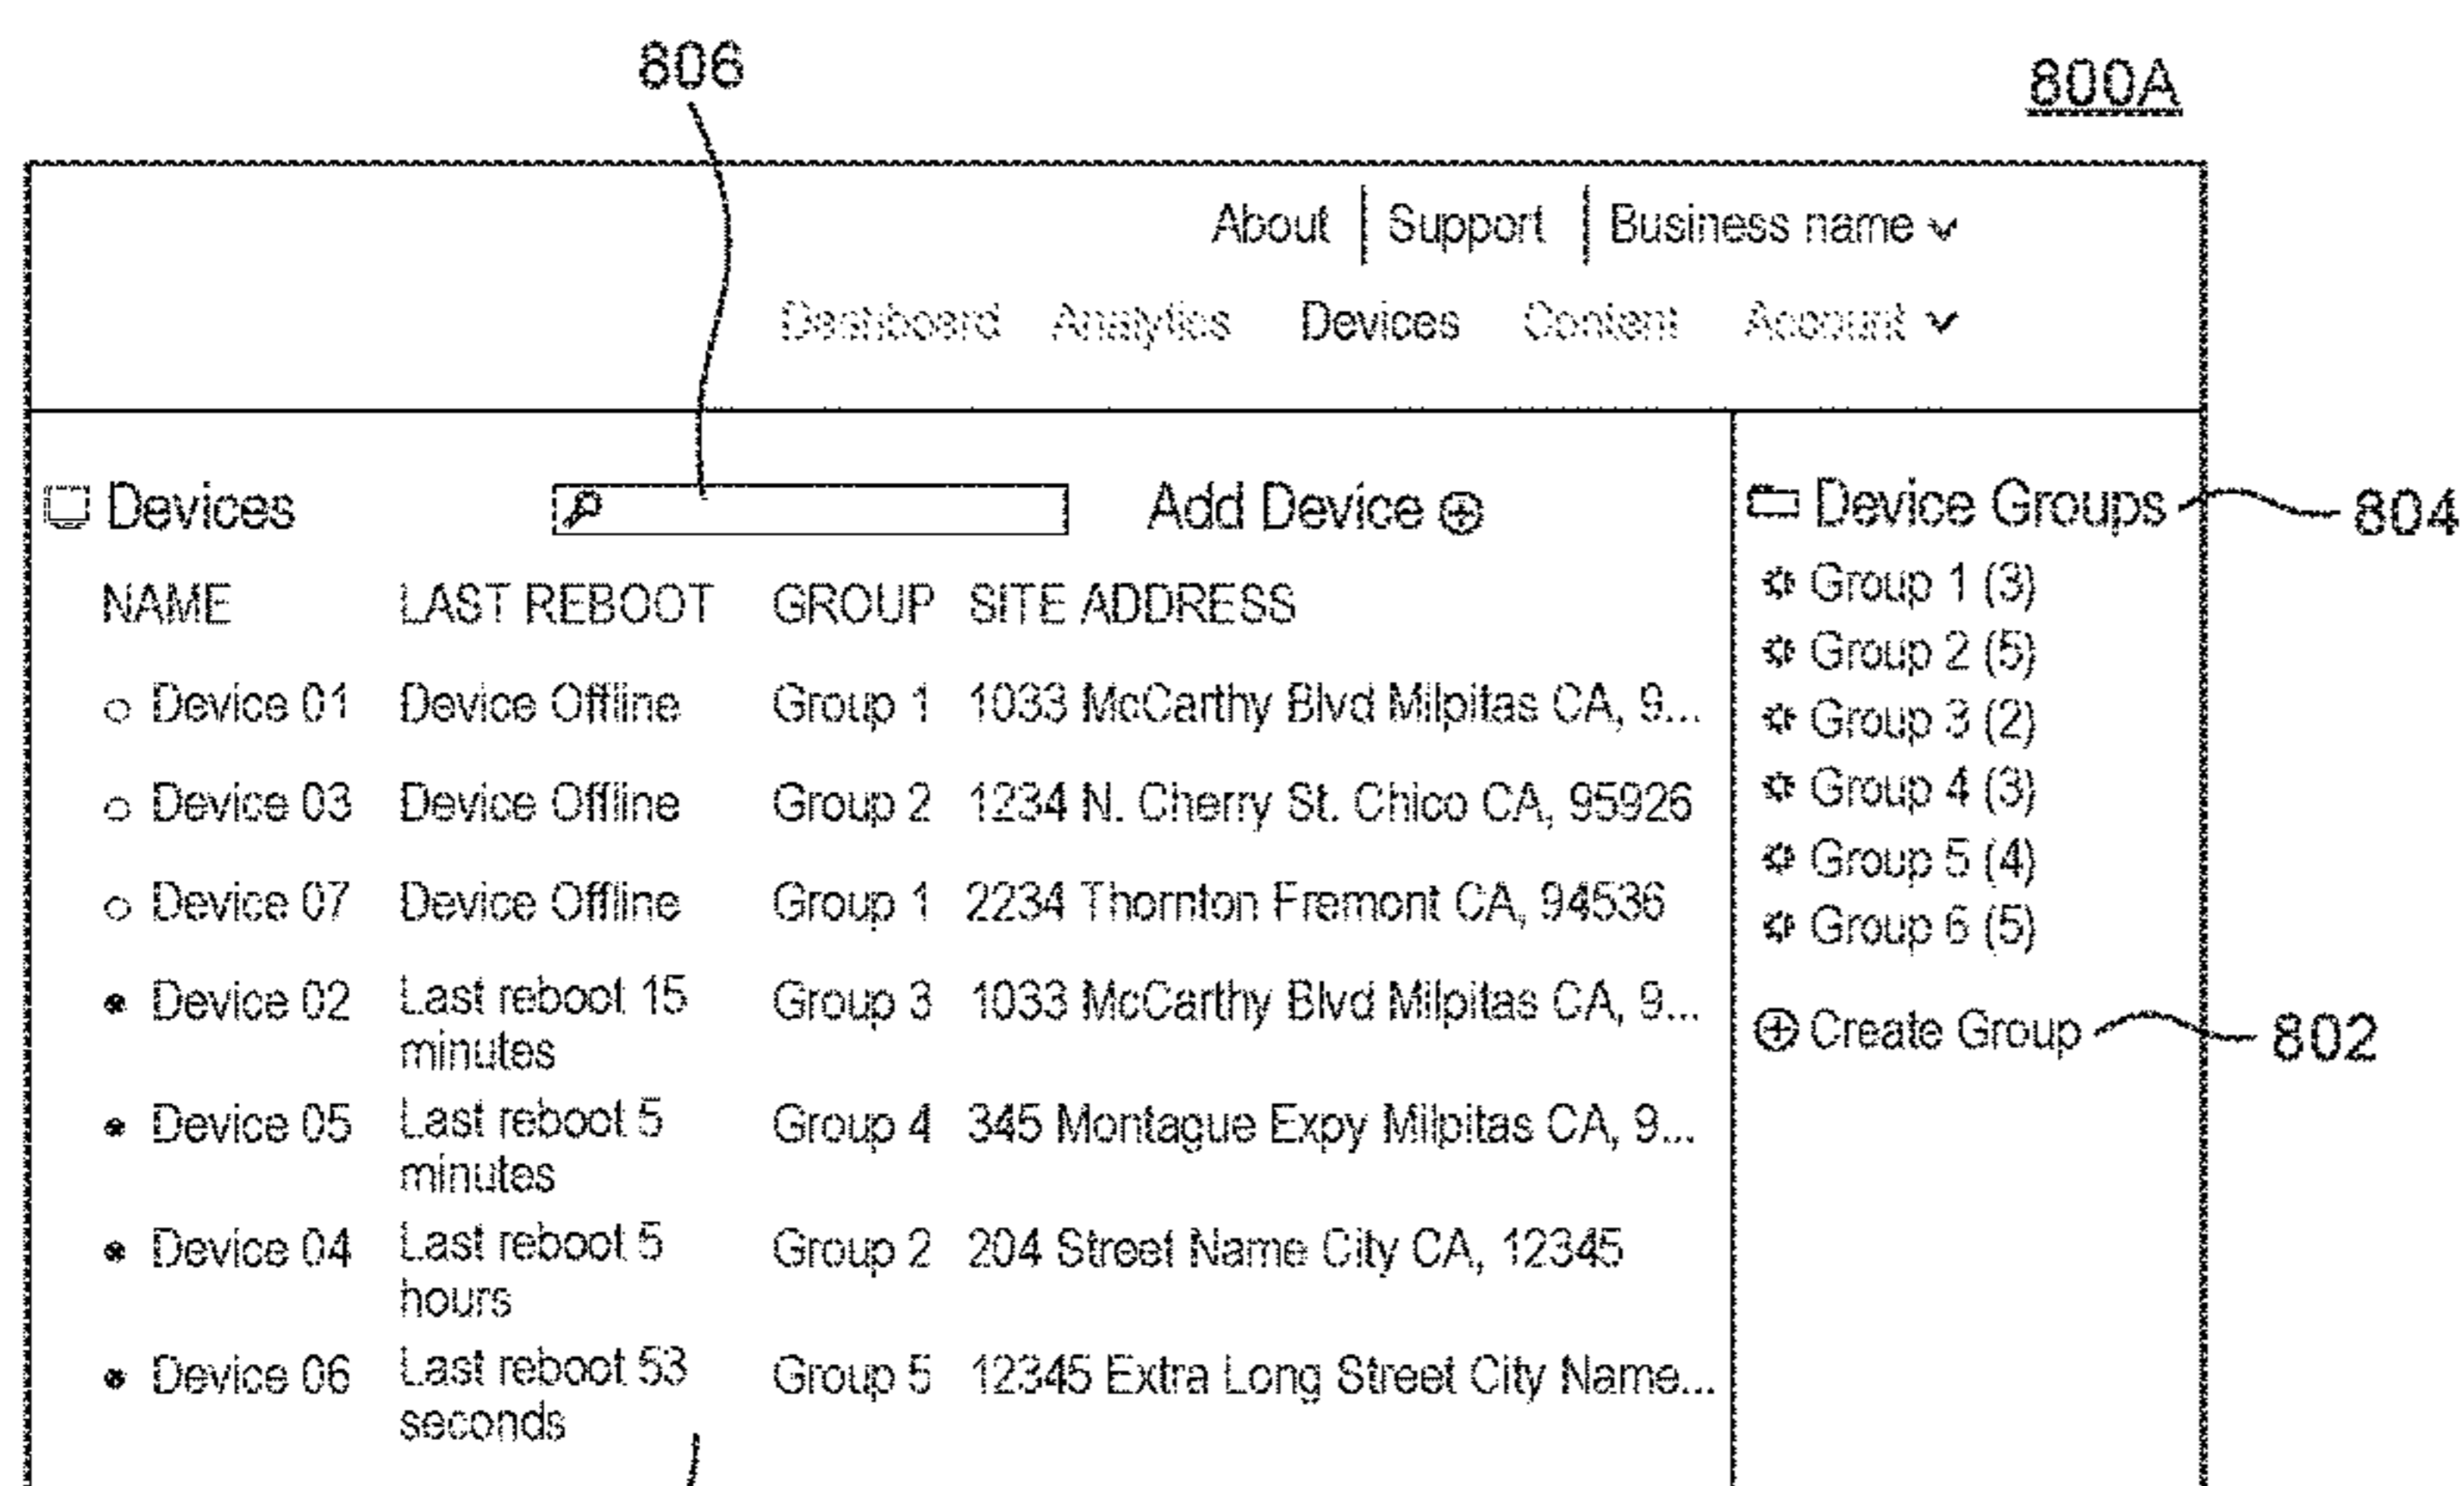 806
800A
About Support Business name
Dashboard Analytics Devices Content Account
Devices Add Device Device Groups 804
NAME LAST REBOOT GROUP SITE ADDRESS
Group 1 (3)
Group 2 (5)
Device 01 Device Offline Group 1 1033 McCarthy Blvd Milpitas CA, 9...
Group 3 (2)
Device 03 Device Offline Group 2 1234 N. Cherry St. Chico CA, 95926
Group 4 (3)
Group 5 (4)
Device 07 Device Offline Group 1 2234 Thornton Fremont CA, 94536
Group 6 (5)
Device 02 Last reboot 15 Group 3 1033 McCarthy Blvd Milpitas CA, 9...
minutes
Create Group 802
Device 05 Last reboot 5 Group 4 345 Montague Expy Milpitas CA, 9...
minutes
Device 04 Last reboot 5 Group 2 204 Street Name City CA, 12345
hours
Device 06 Last reboot 53 Group 5 12345 Extra Long Street City Name...
seconds